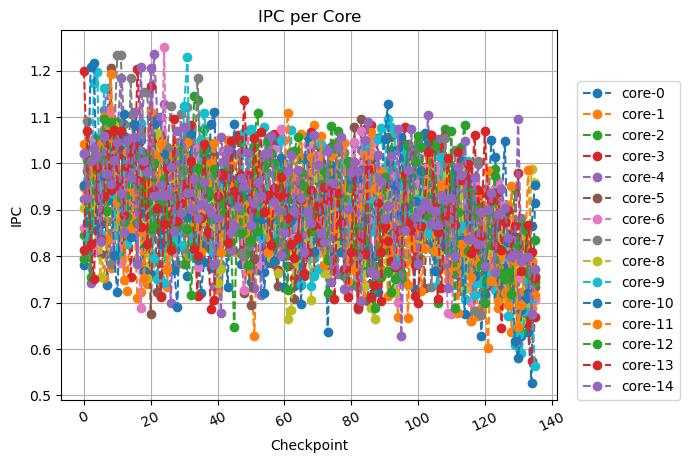 IPC per Core
IPC
1.2
1.1
1.0
0.9
0.8
0.7
0.6
0.5
0
20
40
60
80
100
120
140
Checkpoint
core-0
core-1
core-2
core-3
core-4
core-5
core-6
core-7
core-8
core-9
core-10
core-11
core-12
core-13
core-14